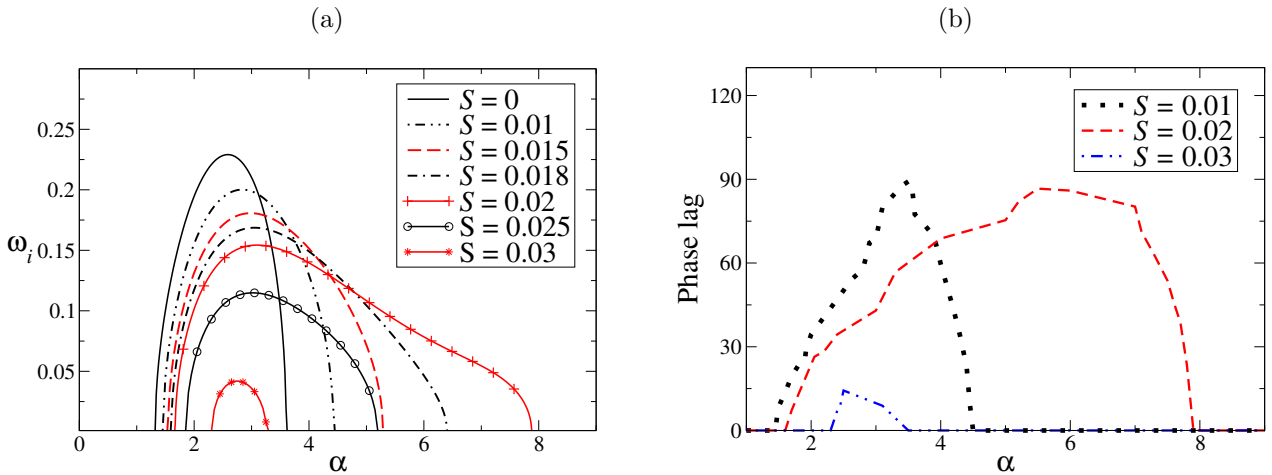 (a)
(b)
0.25
0.2
0.15
0.1
0.05
ωi
0 2 4 6 8
α
S = 0
S = 0.01
S = 0.015
S = 0.018
S = 0.02
S = 0.025
S = 0.03
120
90
60
30
0
Phase lag
2 4 6 8
α
S = 0.01
S = 0.02
S = 0.03